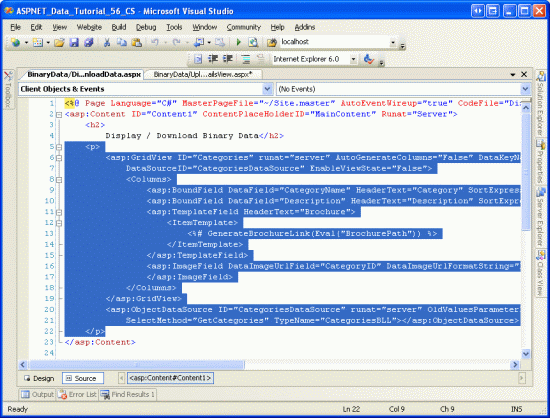 ASPNET_Data_Tutorial_56_CS - Microsoft Visual Studio
File Edit View Website Build Debug Tools Window Community Help Addins
localhost
Internet Explorer 6.0
BinaryData/Di...nloadData.aspx BinaryData/Upl...ailsView.aspx*
Client Objects & Events (No Events)
1 <%@ Page Language="C#" MasterPageFile="~/Site.master" AutoEventWireup="true" CodeFile="Dis
2 <asp:Content ID="Content1" ContentPlaceHolderID="MainContent" Runat="Server">
3 <h2>
4 Display / Download Binary Data</h2>
5 <p>
6 <asp:GridView ID="Categories" runat="server" AutoGenerateColumns="False" DataKeyN
7 DataSourceID="CategoriesDataSource" EnableViewState="False">
8 <Columns>
9 <asp:BoundField DataField="CategoryName" HeaderText="Category" SortExpres
10 <asp:BoundField DataField="Description" HeaderText="Description" SortExpr
11 <asp:TemplateField HeaderText="Brochure">
12 <ItemTemplate>
13 <%# GenerateBrochureLink(Eval("BrochurePath")) %>
14 </ItemTemplate>
15 </asp:TemplateField>
16 <asp:ImageField DataImageUrlField="CategoryID" DataImageUrlFormatString="
17 </asp:ImageField>
18 </Columns>
19 </asp:GridView>
20 <asp:ObjectDataSource ID="CategoriesDataSource" runat="server" OldValuesParameter
21 SelectMethod="GetCategories" TypeName="CategoriesBLL"></asp:ObjectDataSource>
22 </p>
23 </asp:Content>
24
Design Source <asp:Content#Content1>
Output Error List Find Results 1
Ready Ln 22 Col 9 Ch 9 INS
Toolbox
Solution Explorer
Properties
Server Explorer
Class View